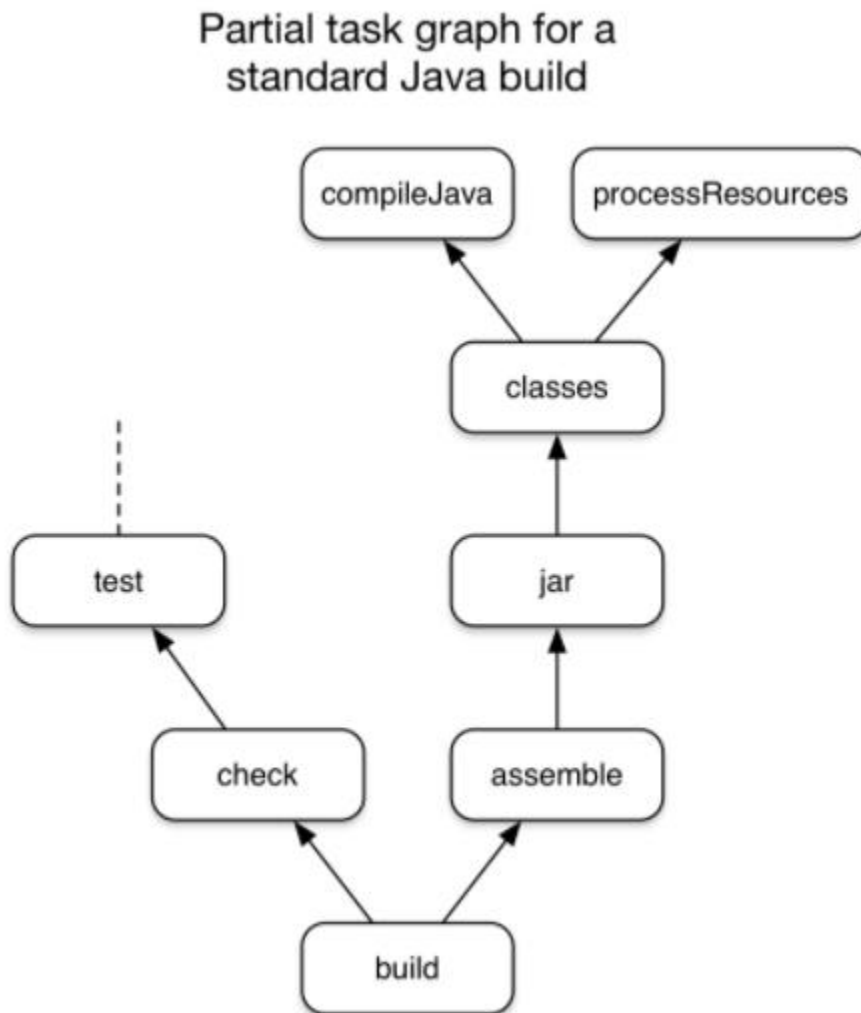 Partial task graph for a
standard Java build
compileJava
processResources
classes
test
jar
check
assemble
build